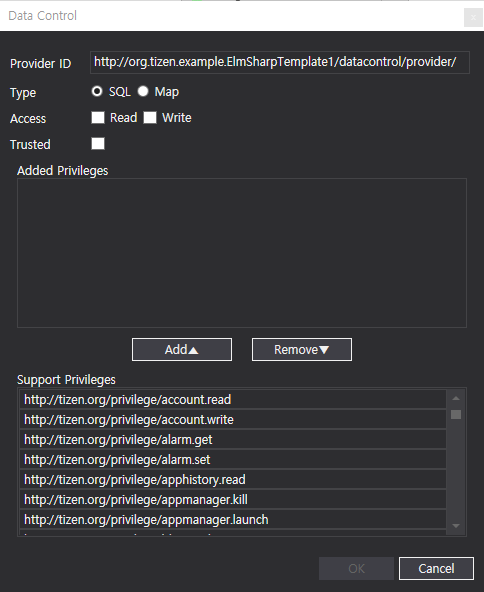 Data Control
x
Provider ID http://org.tizen.example.ElmSharpTemplate1/datacontrol/provider/
Type SQL Map
Access Read Write
Trusted
Added Privileges
Add▲ Remove▼
Support Privileges
http://tizen.org/privilege/account.read
http://tizen.org/privilege/account.write
http://tizen.org/privilege/alarm.get
http://tizen.org/privilege/alarm.set
http://tizen.org/privilege/apphistory.read
http://tizen.org/privilege/appmanager.kill
http://tizen.org/privilege/appmanager.launch
OK Cancel